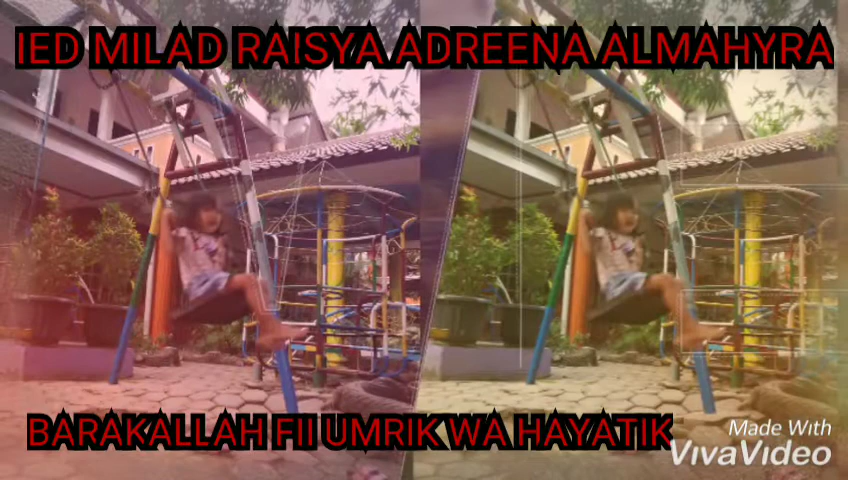 IED MILAD RAISYA ADREENA ALMAHYRA
BARAKALLAH FII UMRIK WA HAYATIK
Made With
VivaVideo